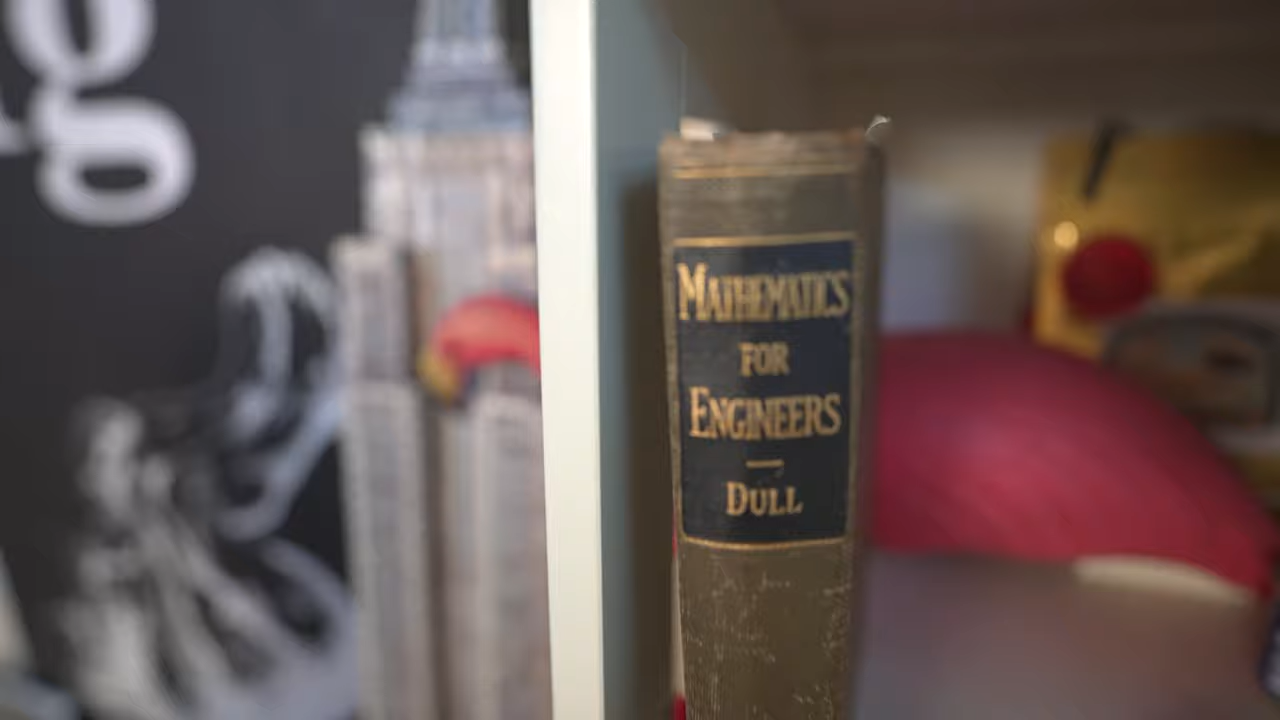 g
MATHEMATICS
FOR
ENGINEERS
—
DULL